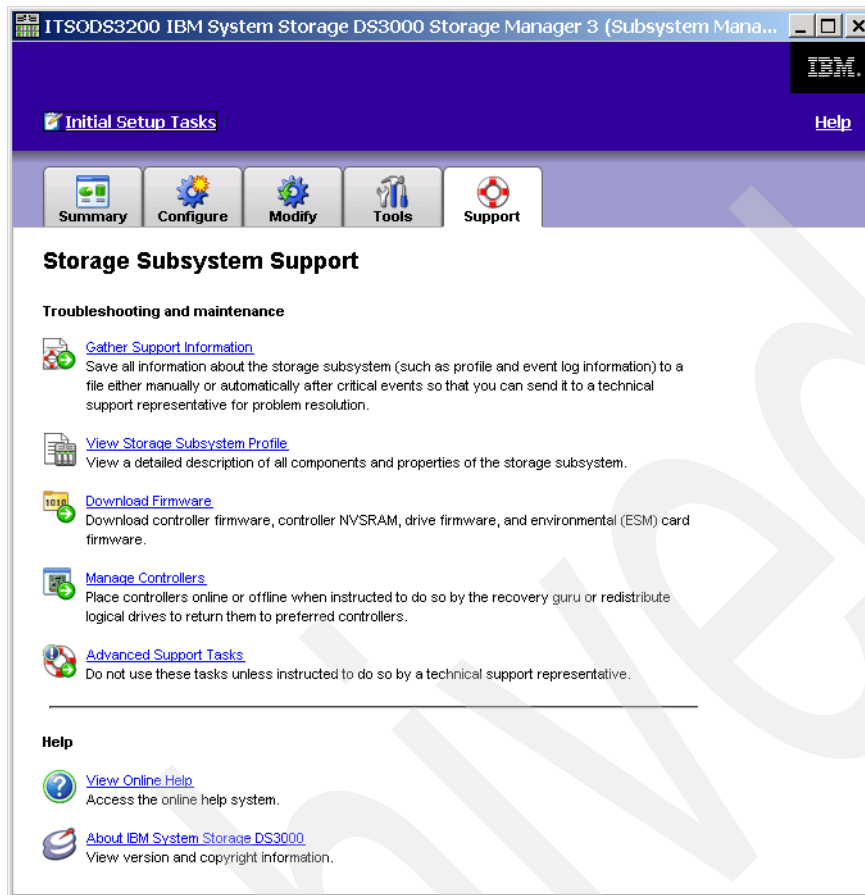 ITSODS3200 IBM System Storage DS3000 Storage Manager 3 (Subsystem Mana...
IBM.
Initial Setup Tasks
Help
Summary
Configure
Modify
Tools
Support
Storage Subsystem Support
Troubleshooting and maintenance
Gather Support Information
Save all information about the storage subsystem (such as profile and event log information) to a
file either manually or automatically after critical events so that you can send it to a technical
support representative for problem resolution.
View Storage Subsystem Profile
View a detailed description of all components and properties of the storage subsystem.
1010
Download Firmware
Download controller firmware, controller NVSRAM, drive firmware, and environmental (ESM) card
firmware.
Manage Controllers
Place controllers online or offline when instructed to do so by the recovery guru or redistribute
logical drives to return them to preferred controllers.
Advanced Support Tasks
Do not use these tasks unless instructed to do so by a technical support representative.
Help
View Online Help
Access the online help system.
About IBM System Storage DS3000
View version and copyright information.
hived